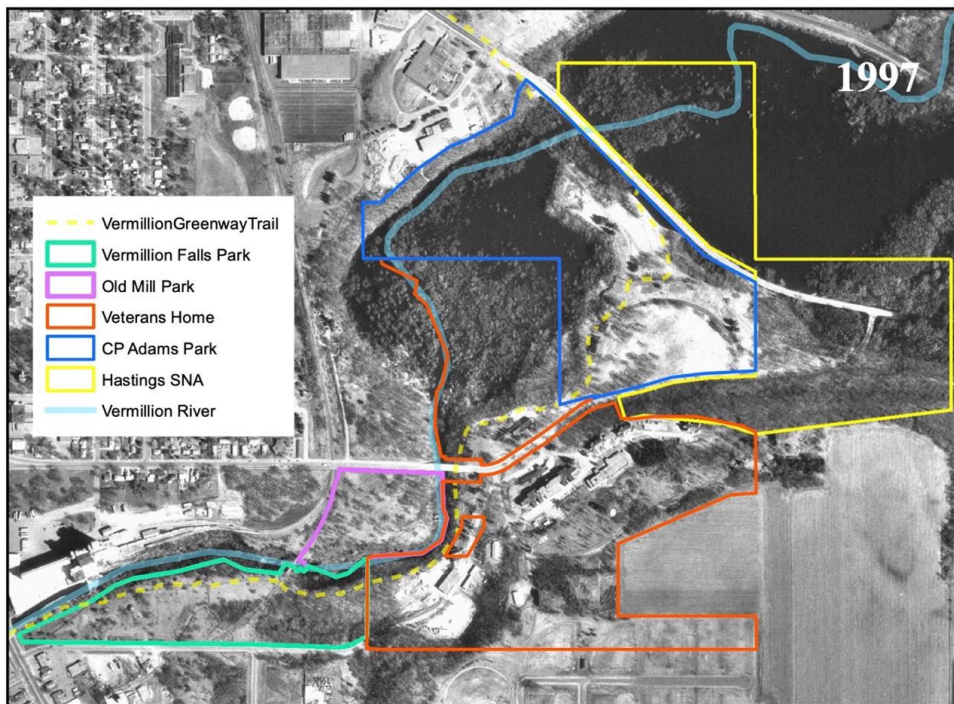 1997
VermillionGreenwayTrail
Vermillion Falls Park
Old Mill Park
Veterans Home
CP Adams Park
Hastings SNA
Vermillion River